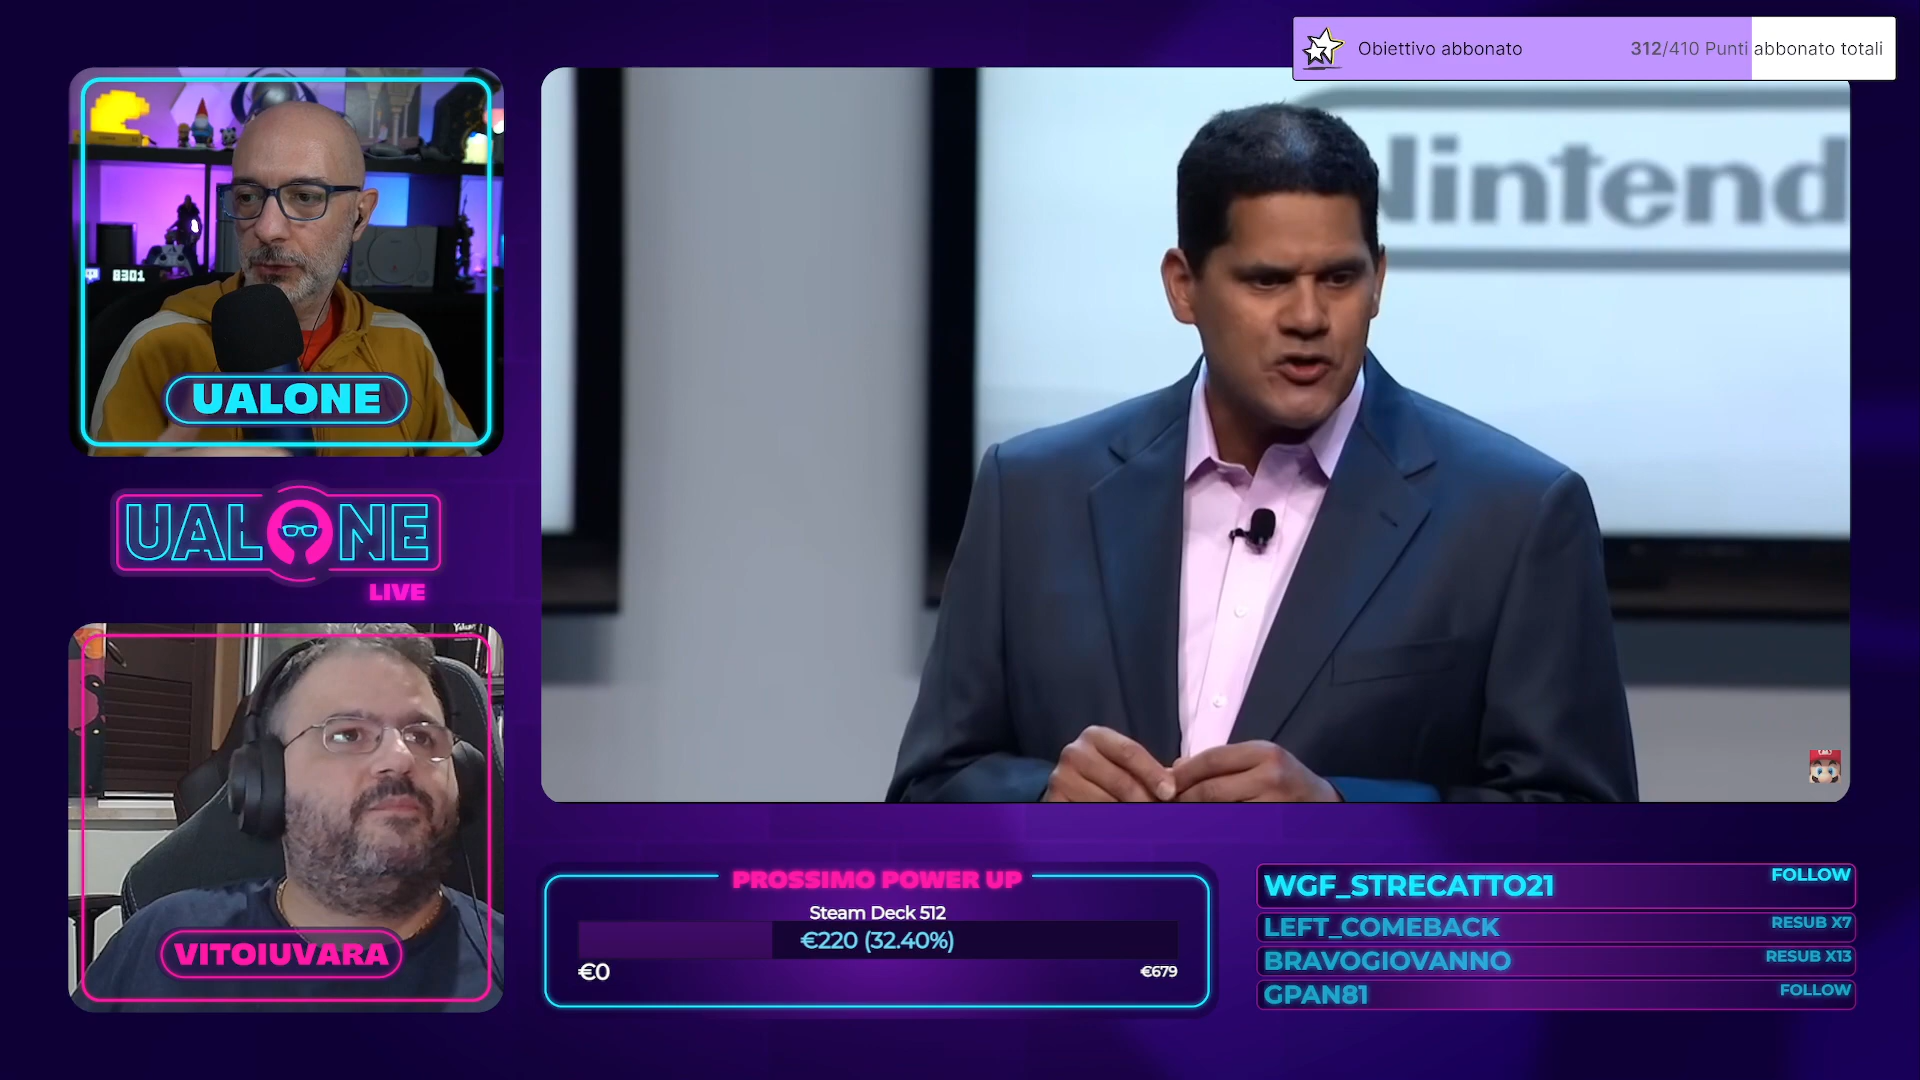 Obiettivo abbonato
312/410 Punti abbonato totali
Nintend
8301
UALONE
UALONE
LIVE
VITOIUVARA
PROSSIMO POWER UP
Steam Deck 512
€220 (32.40%)
€0
€679
WGF_STRECATTO21 FOLLOW
LEFT_COMEBACK RESUB X7
BRAVOGIOVANNO RESUB X13
GPAN81 FOLLOW